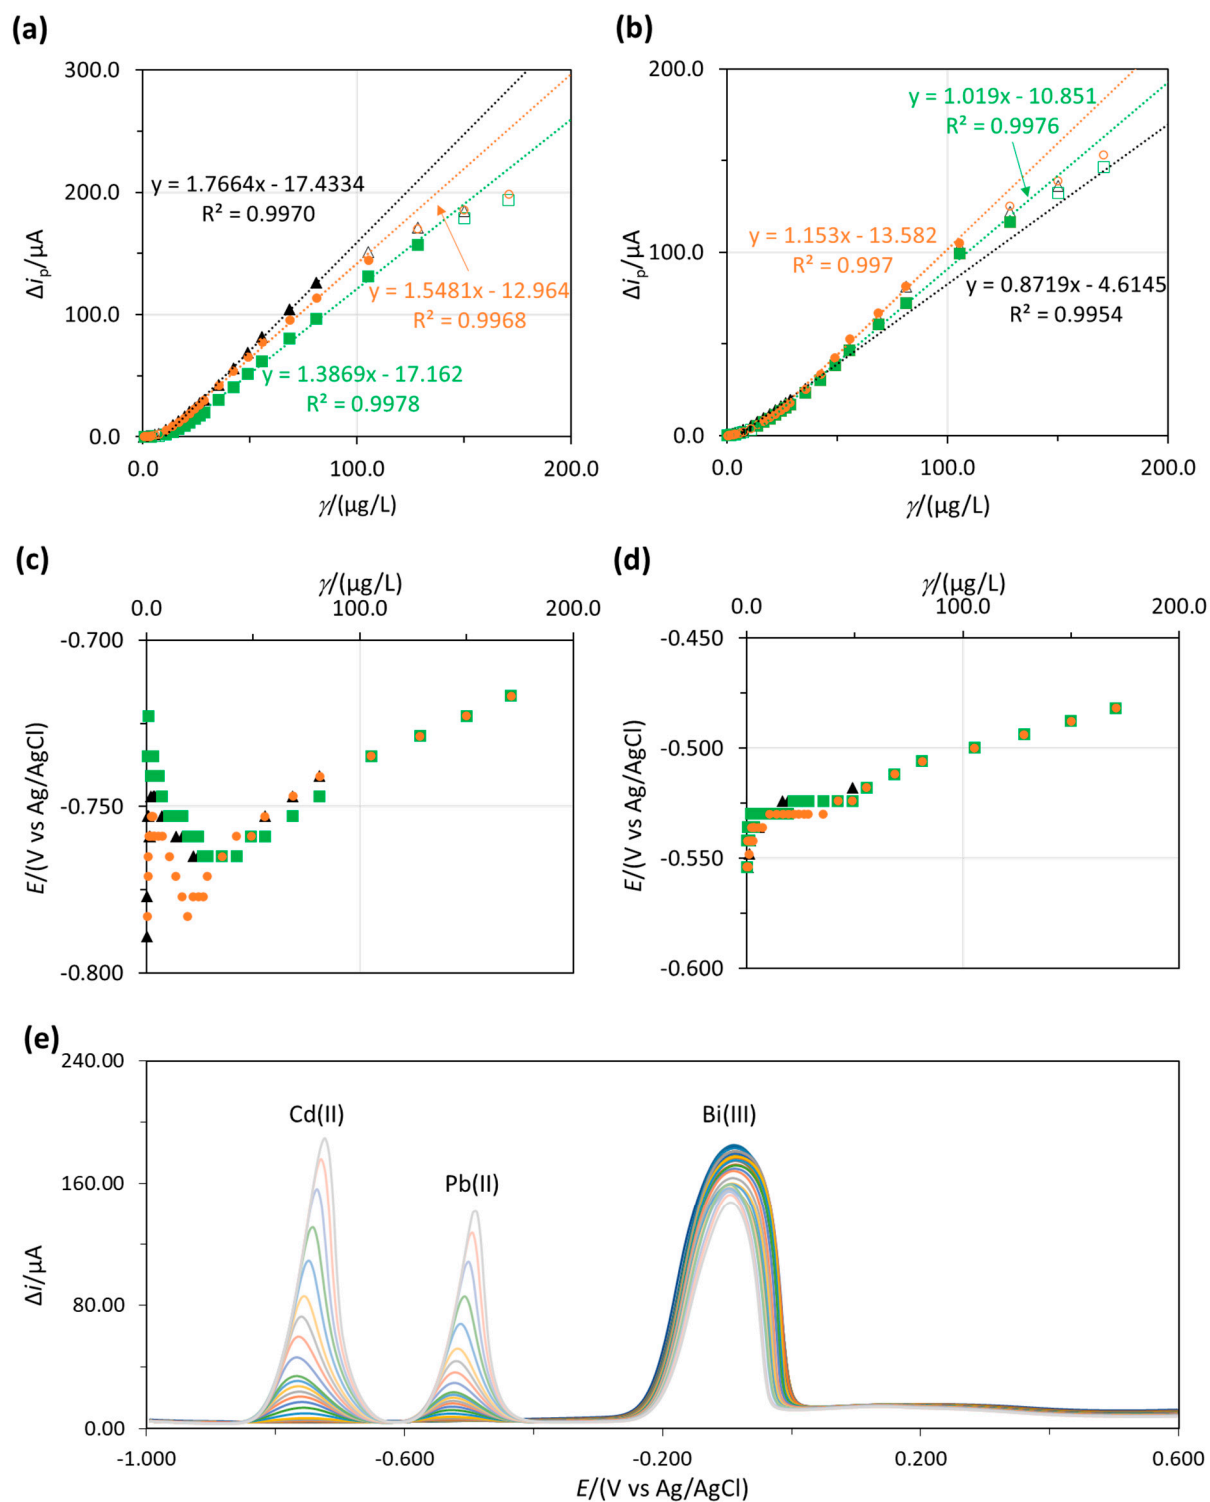 (a)
300.0
200.0
100.0
0.0
Δip/µA
y = 1.7664x - 17.4334
R² = 0.9970
y = 1.5481x - 12.964
R² = 0.9968
y = 1.3869x - 17.162
R² = 0.9978
0.0 100.0 200.0
γ/(µg/L)
(b)
200.0
100.0
0.0
Δip/µA
y = 1.019x - 10.851
R² = 0.9976
y = 1.153x - 13.582
R² = 0.997
y = 0.8719x - 4.6145
R² = 0.9954
0.0 100.0 200.0
γ/(µg/L)
(c)
γ/(µg/L)
0.0 100.0 200.0
-0.700
-0.750
-0.800
E/(V vs Ag/AgCl)
(d)
γ/(µg/L)
0.0 100.0 200.0
-0.450
-0.500
-0.550
-0.600
E/(V vs Ag/AgCl)
(e)
240.00
160.00
80.00
0.00
Δi/µA
Cd(II)
Pb(II)
Bi(III)
-1.000 -0.600 -0.200 0.200 0.600
E/(V vs Ag/AgCl)